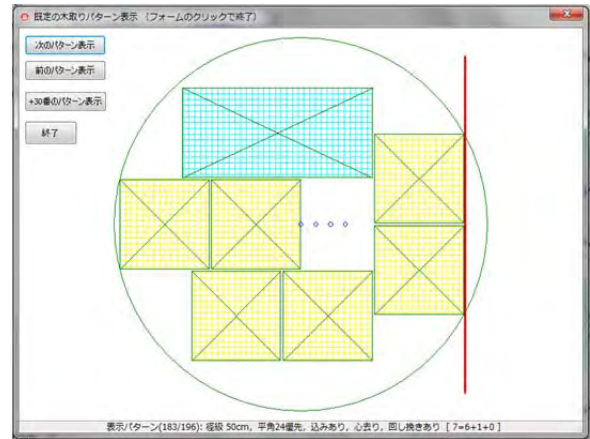 既定の木取りパターン表示 (フォームのクリックで終了)
次のパターン表示
前のパターン表示
+30番のパターン表示
終了
表示パターン(183/196): 径級 50cm, 平角24優先, 込みあり, 心去り, 回し挽きあり [ 7=6+1+0 ]